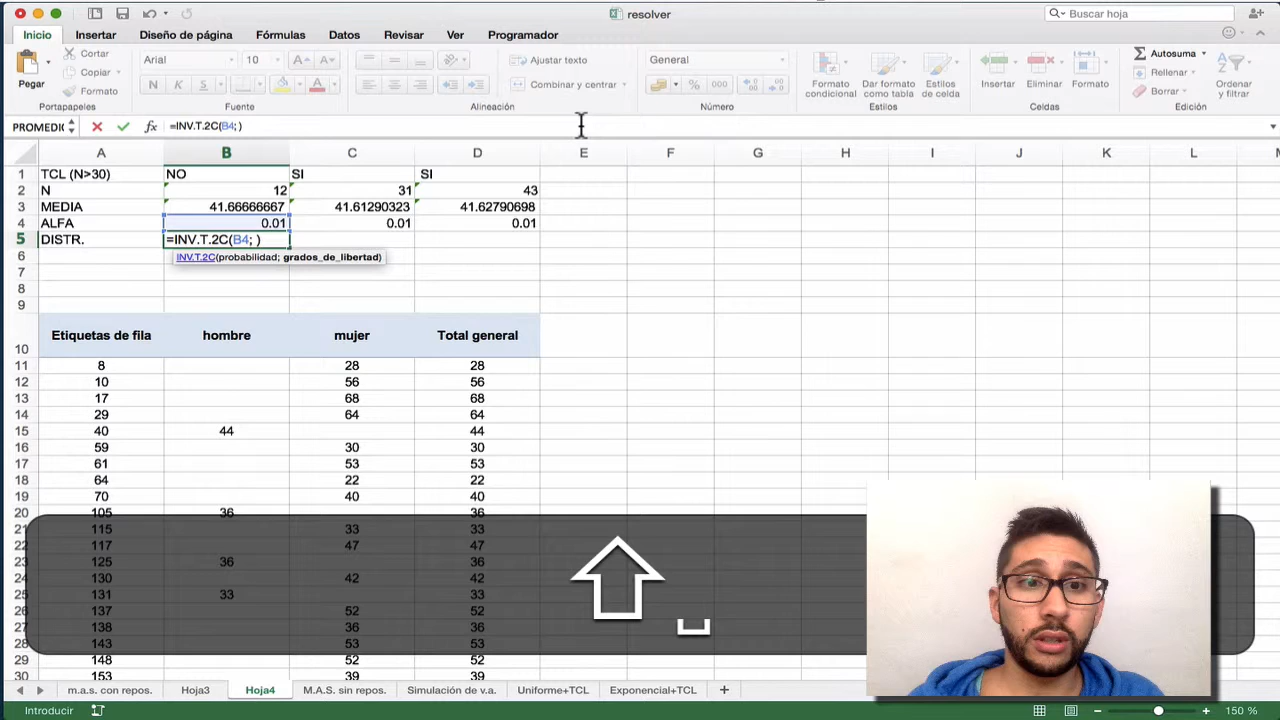 resolver
Buscar hoja
Inicio Insertar Diseño de página Fórmulas Datos Revisar Ver Programador
Pegar
Cortar
Copiar
Formato
Arial 10
N K S
A
Ajustar texto
Combinar y centrar
General
% 000
Formato condicional
Dar formato como tabla
Estilos de celda
Insertar Eliminar Formato
Autosuma
Rellenar
Borrar
Ordenar y filtrar
Portapapeles Fuente Alineación Número Estilos Celdas Edición
PROMEDIO fx =INV.T.2C(B4; )
A B C D E F G H I J K L
1 TCL (N>30) NO SI SI
2 N 12 31 43
3 MEDIA 41.66666667 41.61290323 41.62790698
4 ALFA 0.01 0.01 0.01
5 DISTR. =INV.T.2C(B4; )
6 INV.T.2C(probabilidad; grados_de_libertad)
7
8
9
10 Etiquetas de fila hombre mujer Total general
11 8 28 28
12 10 56 56
13 17 68 68
14 29 64 64
15 40 44 44
16 59 30 30
17 61 53 53
18 64 22 22
19 70 40 40
20 105 36 36
21 115 33 33
22 117 47 47
23 125 36 36
24 130 42 42
25 131 33 33
26 137 52 52
27 138 36 36
28 143 53 53
29 148 52 52
30 153 39 39
m.a.s. con repos. Hoja3 Hoja4 M.A.S. sin repos. Simulación de v.a. Uniforme+TCL Exponencial+TCL +
Introducir 150 %